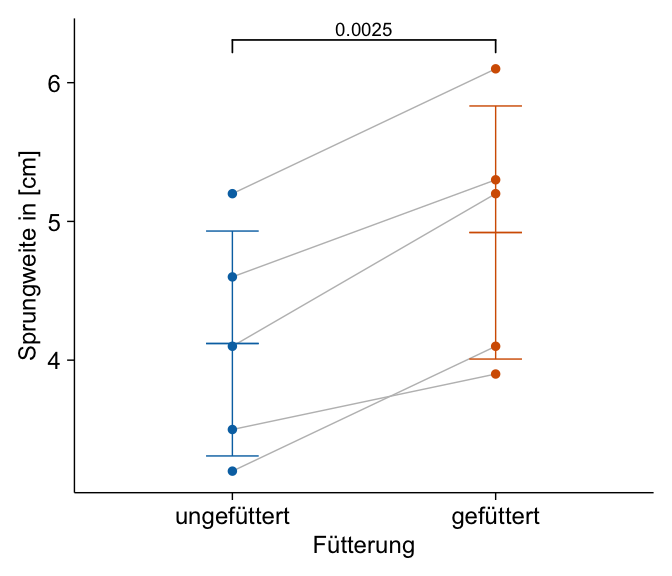 0.0025
6
5
4
Sprungweite in [cm]
ungefüttert
gefüttert
Fütterung